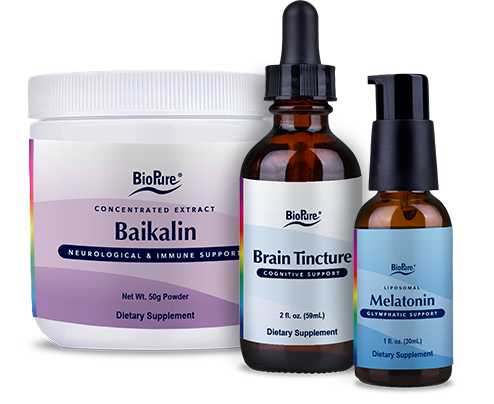 BioPure®
CONCENTRATED EXTRACT
Baikalin
NEUROLOGICAL & IMMUNE SUPPORT
Net Wt. 50g Powder
Dietary Supplement
BioPure®
Brain Tincture
COGNITIVE SUPPORT
2 fl. oz. (59mL)
Dietary Supplement
BioPure®
LIPOSOMAL
Melatonin
GLYMPHATIC SUPPORT
1 fl. oz. (30mL)
Dietary Supplement